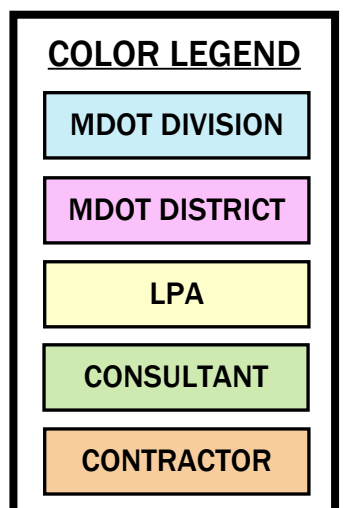 COLOR LEGEND
MDOT DIVISION
MDOT DISTRICT
LPA
CONSULTANT
CONTRACTOR